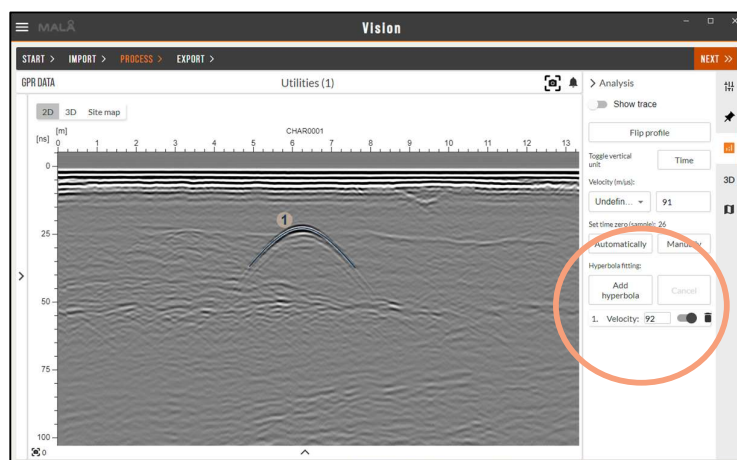 MALÅ
Vision
START > IMPORT > PROCESS > EXPORT >
NEXT >>
GPR DATA
Utilities (1)
2D 3D Site map
[m]
CHAR0001
[ns]
0 1 2 3 4 5 6 7 8 9 10 11 12 13
0
25
50
75
100
1
0
> Analysis
Show trace
Flip profile
Toggle vertical
unit
Time
Velocity (m/µs):
Undefin... 91
Set time zero (sample): 26
Automatically Manually
Hyperbola fitting:
Add
hyperbola
Cancel
1. Velocity: 92
3D